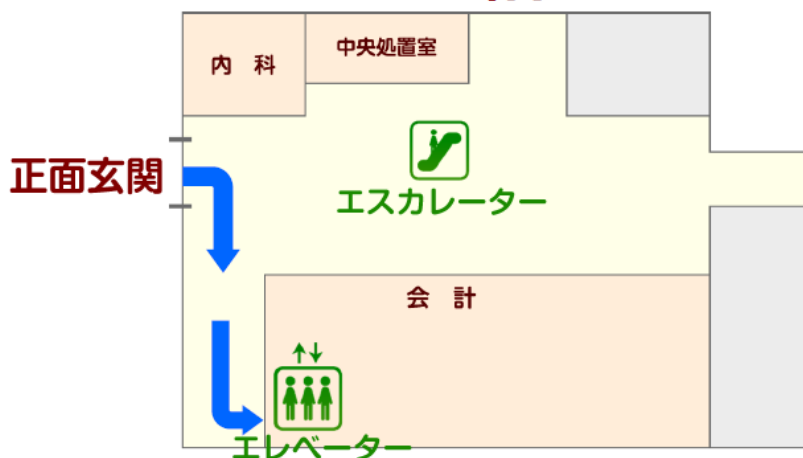 内 科
中央処置室
正面玄関
エスカレーター
会 計
エレベーター